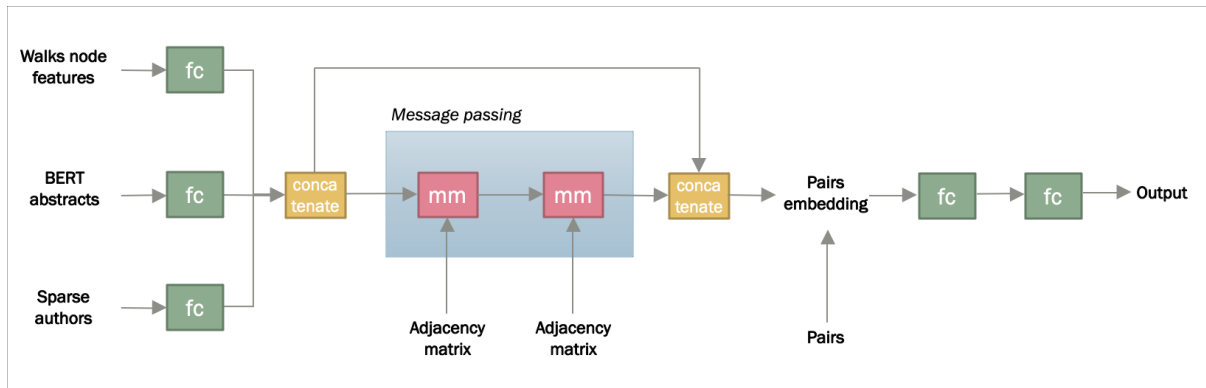 Walks node
features
fc
BERT
abstracts
fc
Sparse
authors
fc
conca
tenate
Message passing
mm
mm
Adjacency
matrix
Adjacency
matrix
conca
tenate
Pairs
embedding
Pairs
fc
fc
Output